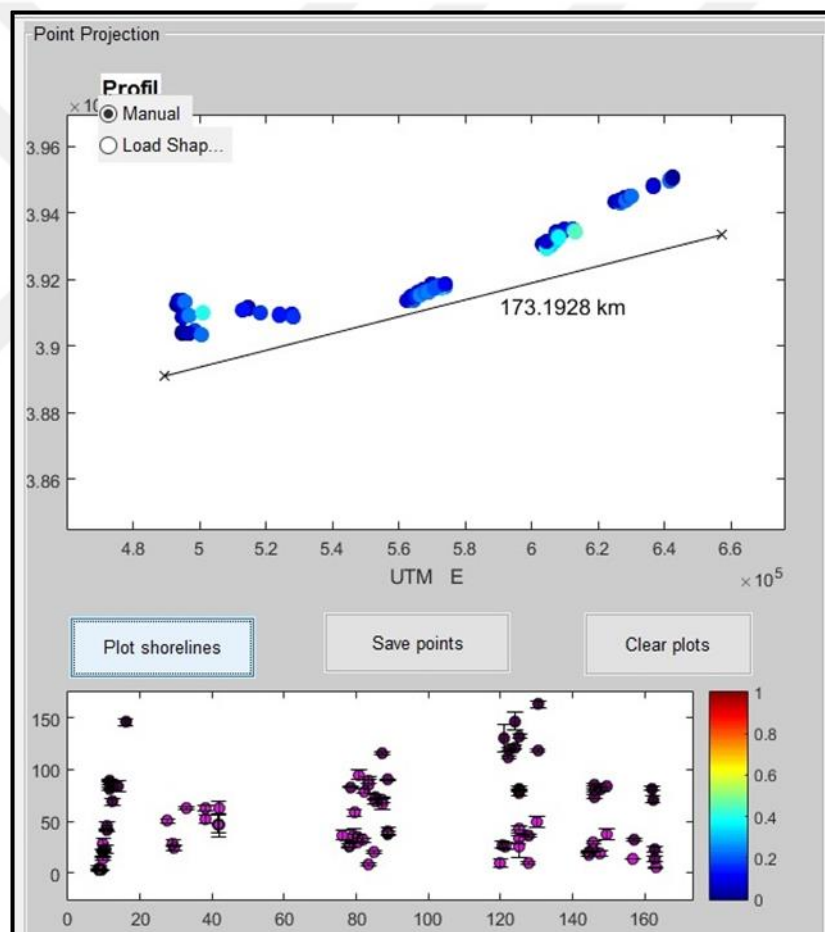 Point Projection
Profil
× 10
Manual
Load Shap...
3.96
3.94
3.92
3.9
3.88
3.86
173.1928 km
4.8 5 5.2 5.4 5.6 5.8 6 6.2 6.4 6.6
UTM E
× 10⁵
Plot shorelines Save points Clear plots
150
100
50
0
1
0.8
0.6
0.4
0.2
0
0 20 40 60 80 100 120 140 160